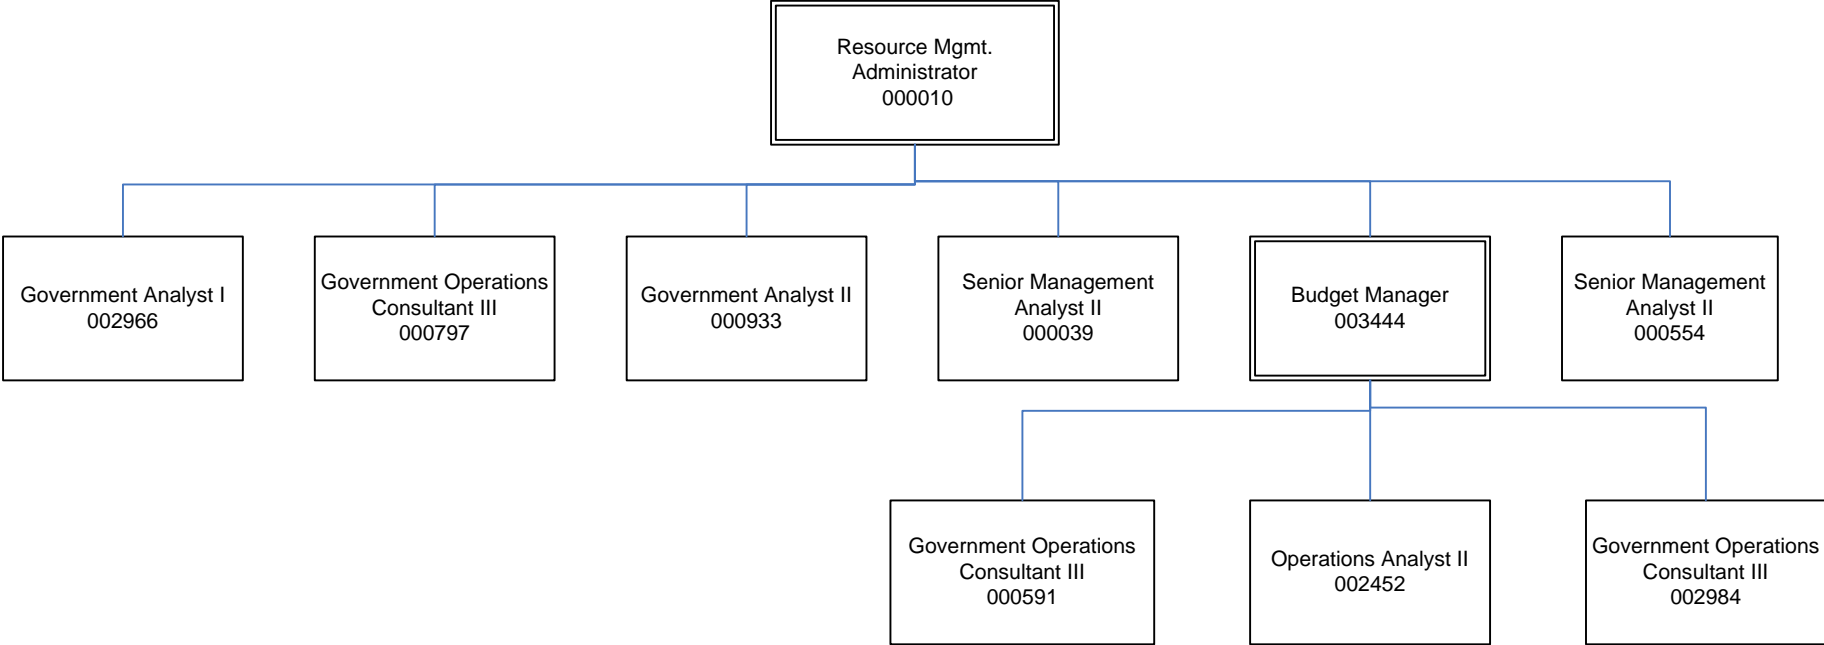 Resource Mgmt.
Administrator
000010
Government Analyst I
002966
Government Operations
Consultant III
000797
Government Analyst II
000933
Senior Management
Analyst II
000039
Budget Manager
003444
Senior Management
Analyst II
000554
Government Operations
Consultant III
000591
Operations Analyst II
002452
Government Operations
Consultant III
002984